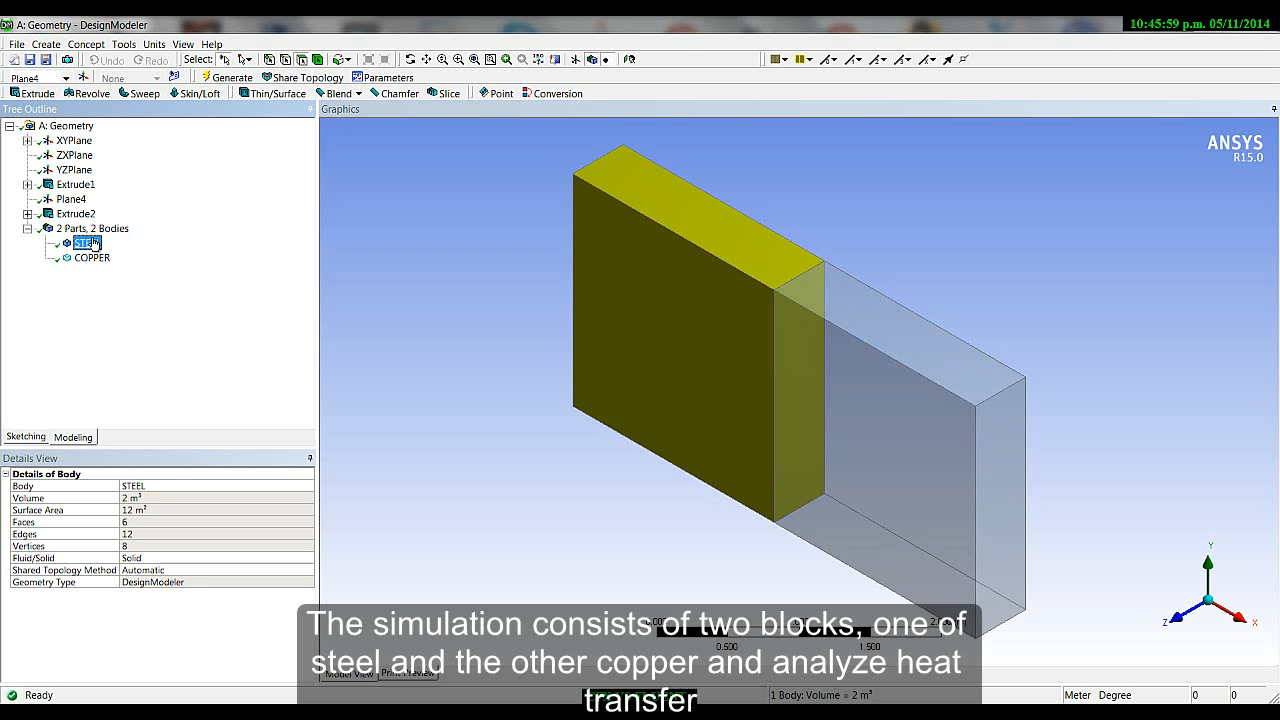 A: Geometry - DesignModeler
10:45:59 p.m. 05/11/2014
File Create Concept Tools Units View Help
Undo Redo Select:
Plane4 None Generate Share Topology Parameters
Extrude Revolve Sweep Skin/Loft Thin/Surface Blend Chamfer Slice Point Conversion
Tree Outline
Graphics
A: Geometry
XYPlane
ZXPlane
YZPlane
Extrude1
Plane4
Extrude2
2 Parts, 2 Bodies
COPPER
ANSYS
R15.0
Sketching Modeling
Details View
Details of Body
Body STEEL
Volume 2 m³
Surface Area 12 m²
Faces 6
Edges 12
Vertices 8
Fluid/Solid Solid
Shared Topology Method Automatic
Geometry Type DesignModeler
Y
Z
X
0.500
1.500
The simulation consists of two blocks, one of
steel and the other copper and analyze heat
transfer
Model View Print Preview
Ready
1 Body: Volume = 2 m³
Meter Degree 0 0